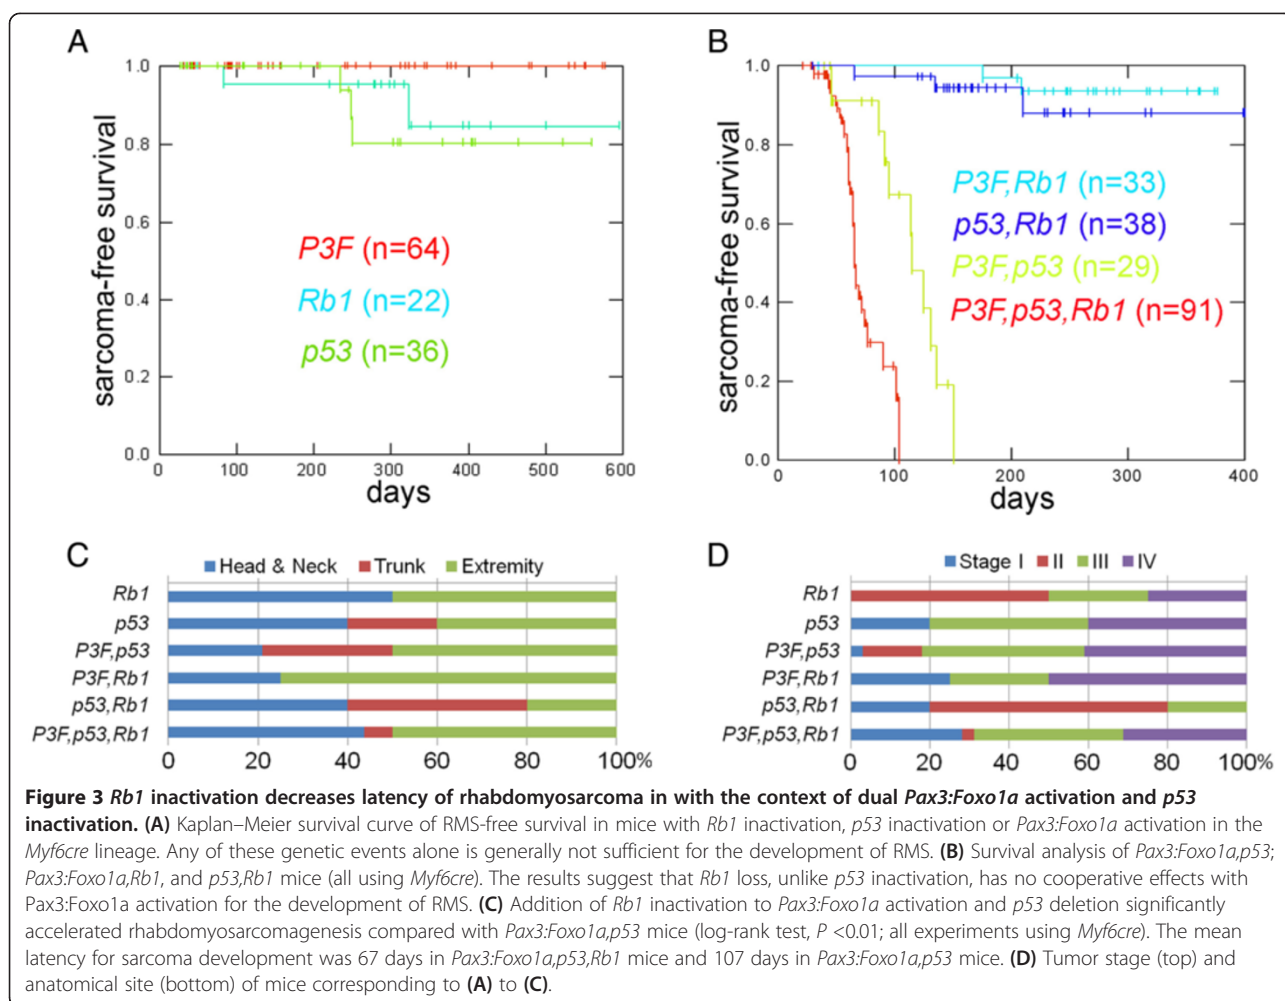 A
B
sarcoma-free survival
1.0
0.8
0.6
0.4
0.2
0.0
0
100
200
300
400
500
600
days
P3F (n=64)
Rb1 (n=22)
p53 (n=36)
sarcoma-free survival
1.0
0.8
0.6
0.4
0.2
0.0
0
100
200
300
400
days
P3F,Rb1 (n=33)
p53,Rb1 (n=38)
P3F,p53 (n=29)
P3F,p53,Rb1 (n=91)
C
Head & Neck Trunk Extremity
Rb1
p53
P3F,p53
P3F,Rb1
p53,Rb1
P3F,p53,Rb1
0 20 40 60 80 100%
D
Stage I II III IV
Rb1
p53
P3F,p53
P3F,Rb1
p53,Rb1
P3F,p53,Rb1
0 20 40 60 80 100%
Figure 3 Rb1 inactivation decreases latency of rhabdomyosarcoma in with the context of dual Pax3:Foxo1a activation and p53
inactivation. (A) Kaplan–Meier survival curve of RMS-free survival in mice with Rb1 inactivation, p53 inactivation or Pax3:Foxo1a activation in the
Myf6cre lineage. Any of these genetic events alone is generally not sufficient for the development of RMS. (B) Survival analysis of Pax3:Foxo1a,p53;
Pax3:Foxo1a,Rb1, and p53,Rb1 mice (all using Myf6cre). The results suggest that Rb1 loss, unlike p53 inactivation, has no cooperative effects with
Pax3:Foxo1a activation for the development of RMS. (C) Addition of Rb1 inactivation to Pax3:Foxo1a activation and p53 deletion significantly
accelerated rhabdomyosarcomagenesis compared with Pax3:Foxo1a,p53 mice (log-rank test, P <0.01; all experiments using Myf6cre). The mean
latency for sarcoma development was 67 days in Pax3:Foxo1a,p53,Rb1 mice and 107 days in Pax3:Foxo1a,p53 mice. (D) Tumor stage (top) and
anatomical site (bottom) of mice corresponding to (A) to (C).